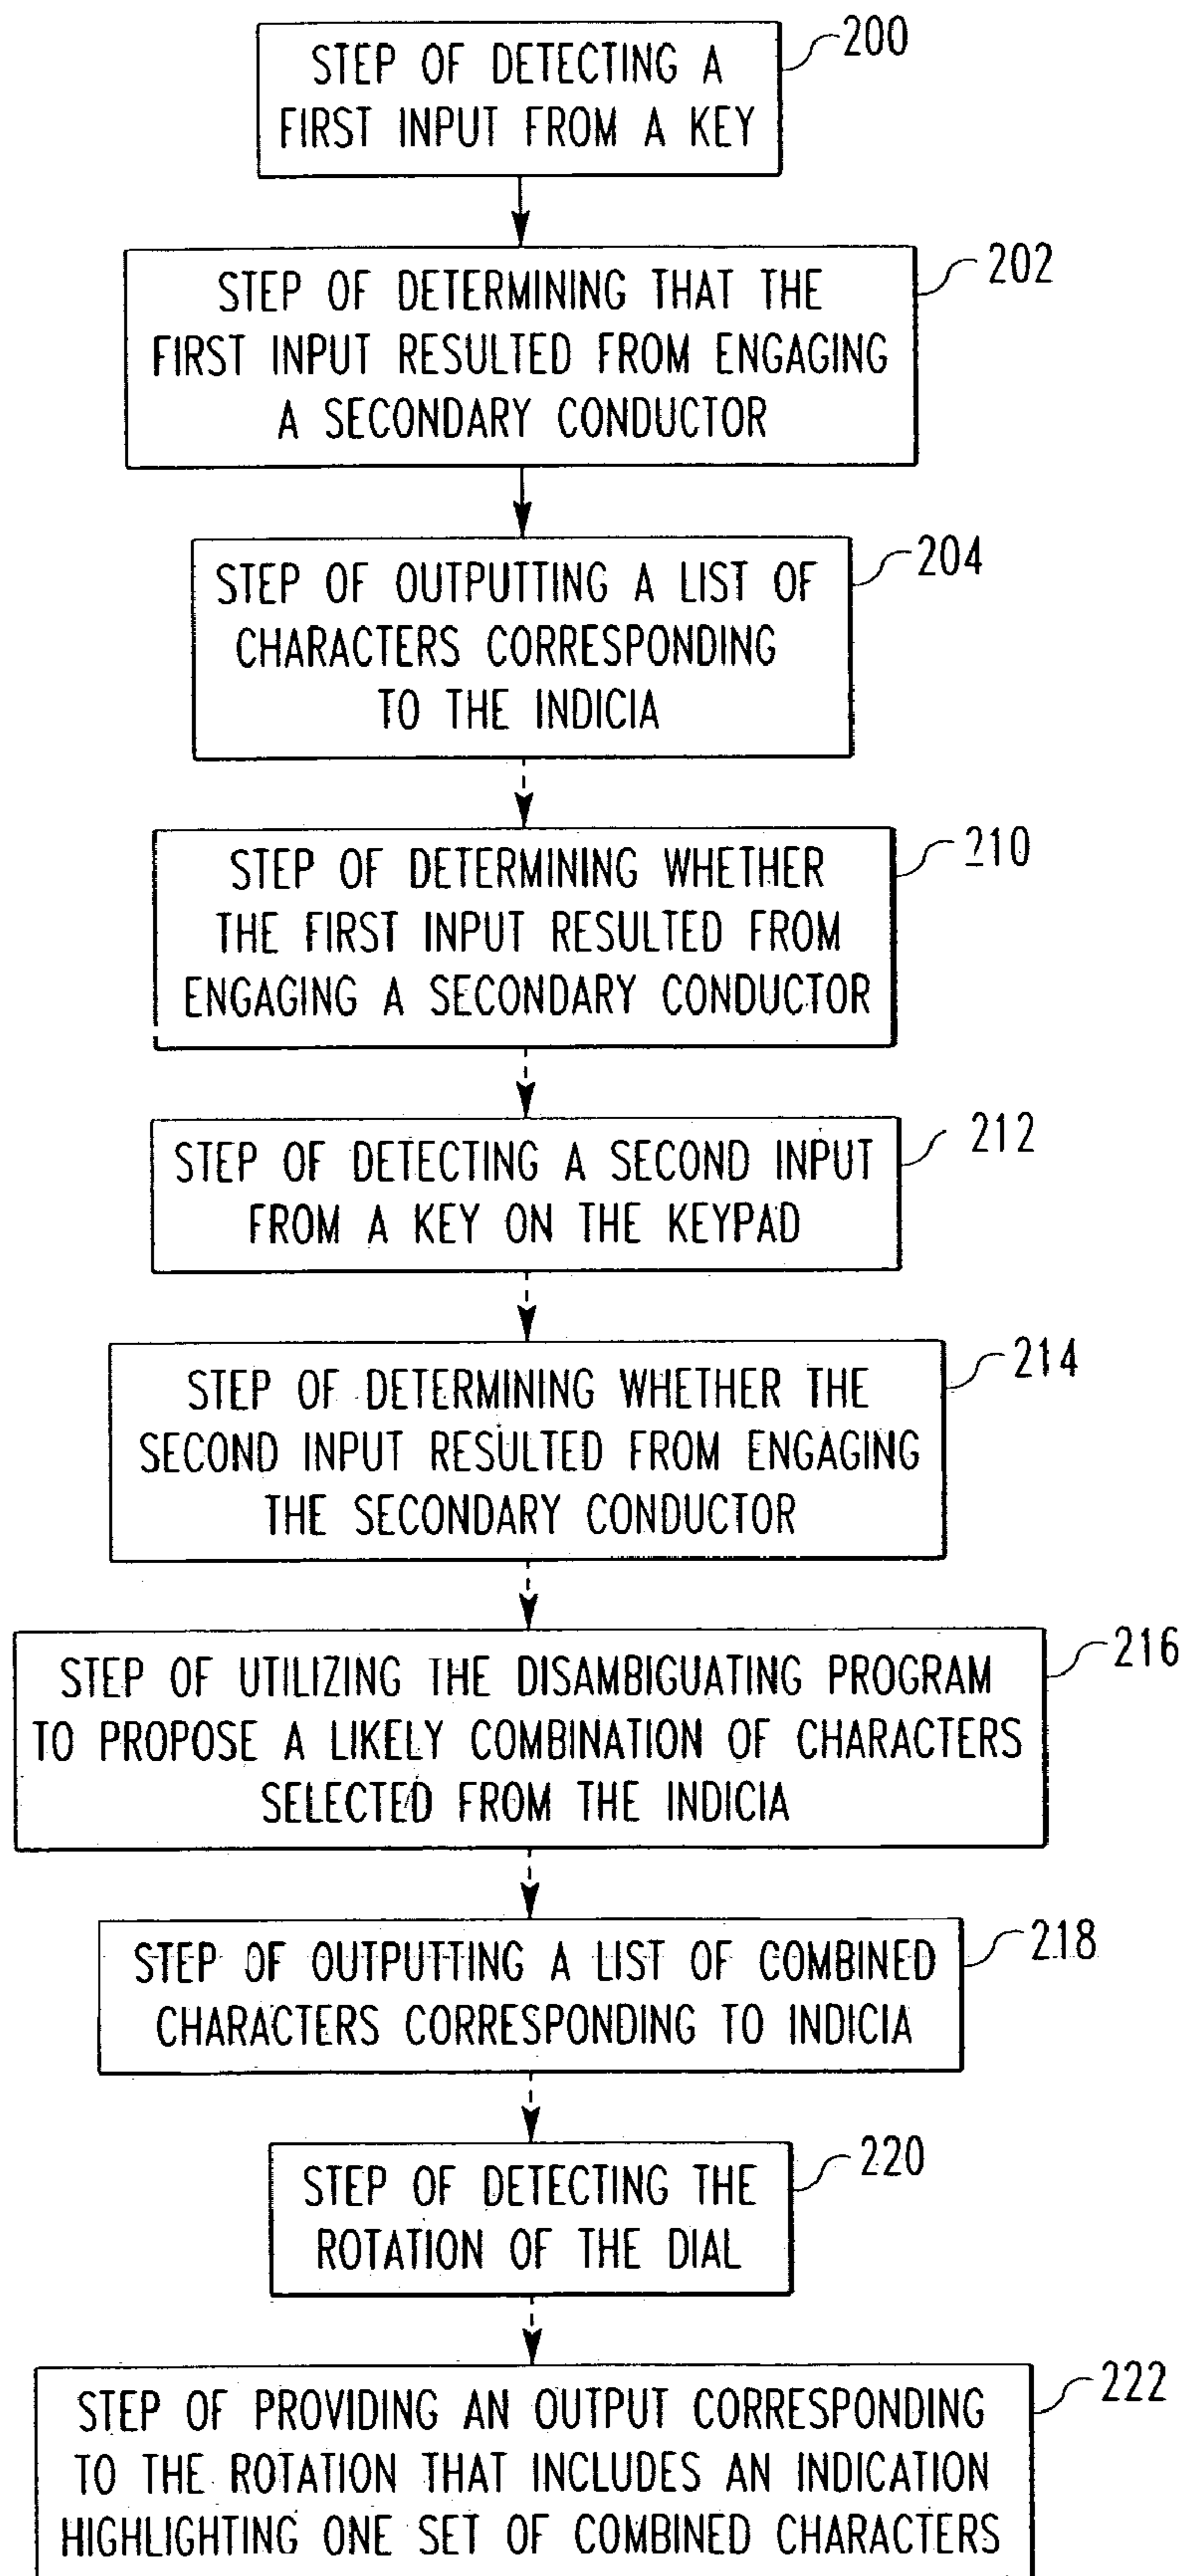 STEP OF DETECTING A
FIRST INPUT FROM A KEY
200
STEP OF DETERMINING THAT THE
FIRST INPUT RESULTED FROM ENGAGING
A SECONDARY CONDUCTOR
202
STEP OF OUTPUTTING A LIST OF
CHARACTERS CORRESPONDING
TO THE INDICIA
204
STEP OF DETERMINING WHETHER
THE FIRST INPUT RESULTED FROM
ENGAGING A SECONDARY CONDUCTOR
210
STEP OF DETECTING A SECOND INPUT
FROM A KEY ON THE KEYPAD
212
STEP OF DETERMINING WHETHER THE
SECOND INPUT RESULTED FROM ENGAGING
THE SECONDARY CONDUCTOR
214
STEP OF UTILIZING THE DISAMBIGUATING PROGRAM
TO PROPOSE A LIKELY COMBINATION OF CHARACTERS
SELECTED FROM THE INDICIA
216
STEP OF OUTPUTTING A LIST OF COMBINED
CHARACTERS CORRESPONDING TO INDICIA
218
STEP OF DETECTING THE
ROTATION OF THE DIAL
220
STEP OF PROVIDING AN OUTPUT CORRESPONDING
TO THE ROTATION THAT INCLUDES AN INDICATION
HIGHLIGHTING ONE SET OF COMBINED CHARACTERS
222